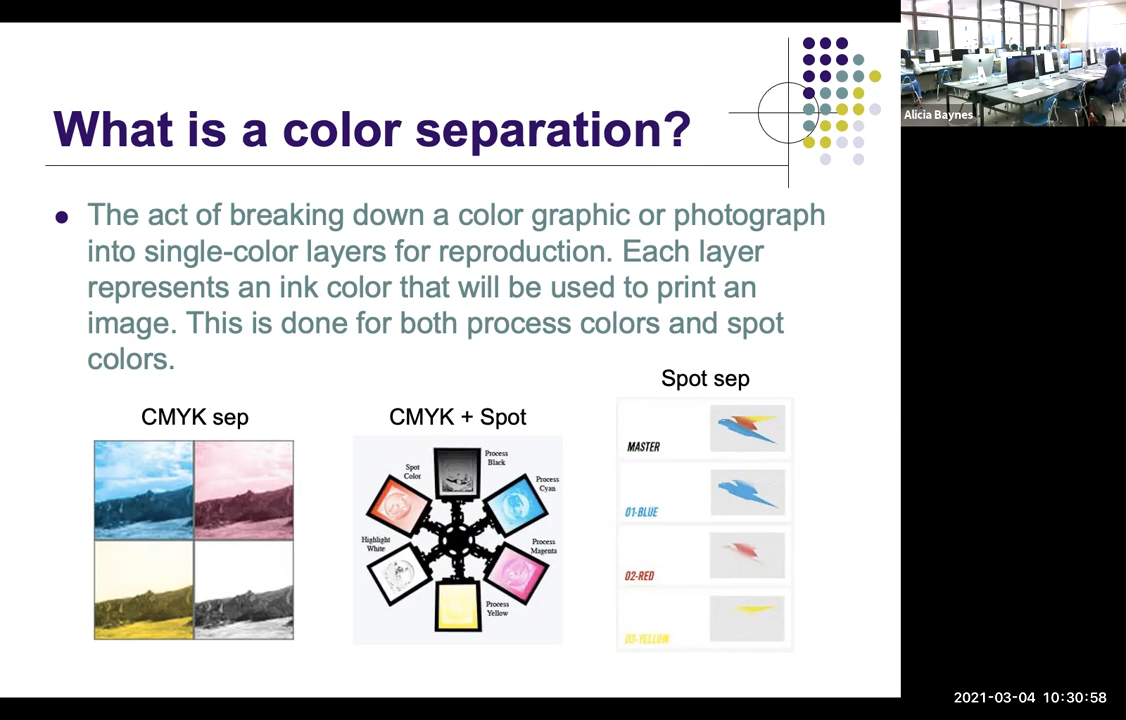 What is a color separation?
● The act of breaking down a color graphic or photograph
into single-color layers for reproduction. Each layer
represents an ink color that will be used to print an
image. This is done for both process colors and spot
colors.
CMYK sep
CMYK + Spot
Process
Black
Spot
Color
Process
Cyan
Highlight
White
Process
Magenta
Process
Yellow
Spot sep
MASTER
01-BLUE
02-RED
03-YELLOW
Alicia Baynes
2021-03-04 10:30:58